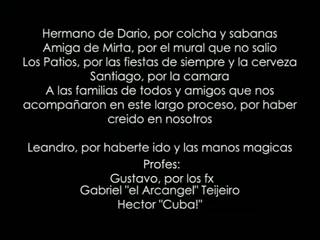 Hermano de Dario, por colcha y sabanas
Amiga de Mirta, por el mural que no salio
Los Patios, por las fiestas de siempre y la cerveza
Santiago, por la camara
A las familias de todos y amigos que nos
acompañaron en este largo proceso, por haber
creido en nosotros
Leandro, por haberte ido y las manos magicas
Profes:
Gustavo, por los fx
Gabriel "el Arcangel" Teijeiro
Hector "Cuba!"